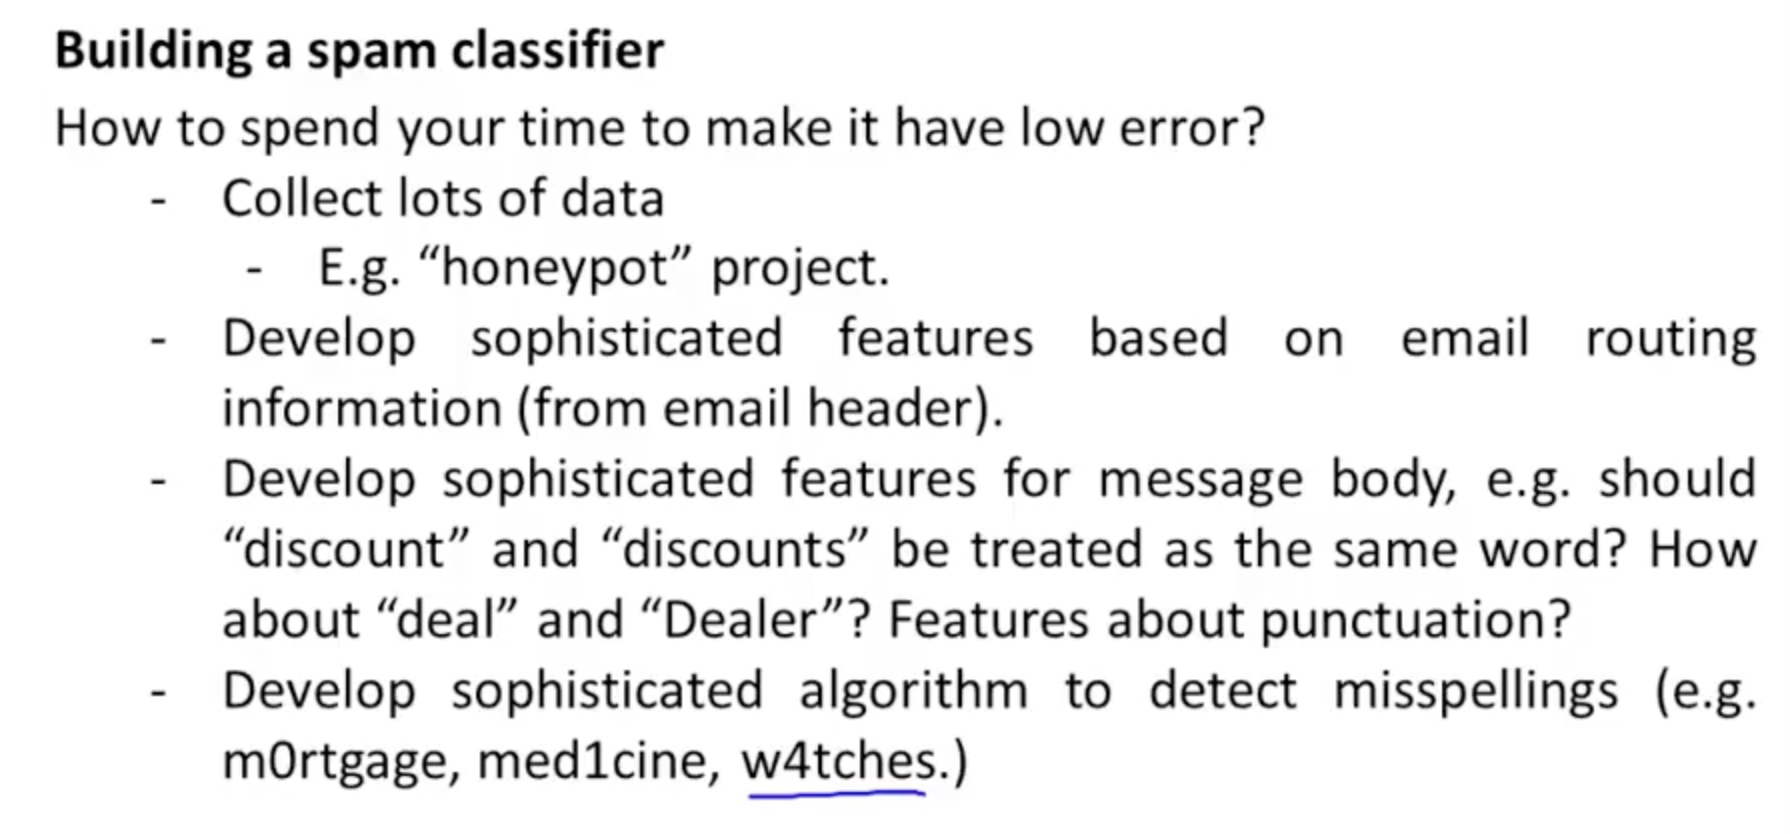 Building a spam classifier
How to spend your time to make it have low error?
- Collect lots of data
- E.g. “honeypot” project.
- Develop sophisticated features based on email routing
information (from email header).
- Develop sophisticated features for message body, e.g. should
“discount” and “discounts” be treated as the same word? How
about “deal” and “Dealer”? Features about punctuation?
- Develop sophisticated algorithm to detect misspellings (e.g.
m0rtgage, med1cine, w4tches.)